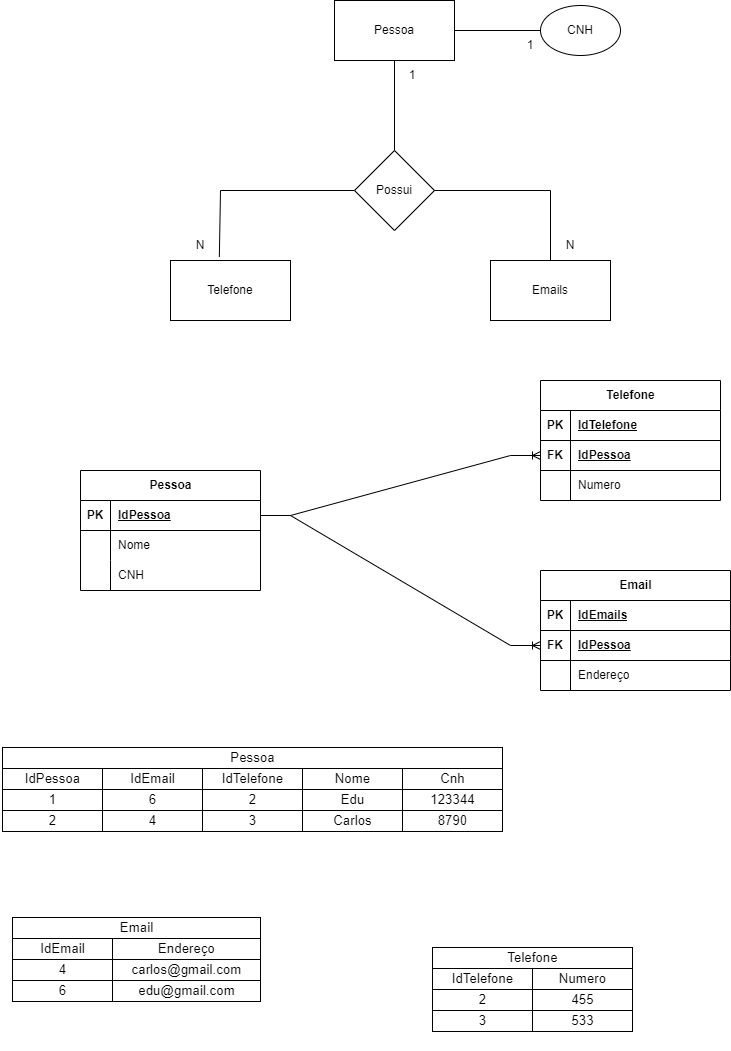 Pessoa
CNH
1
1
Possui
N
N
Telefone
Emails
Telefone
PK IdTelefone
FK IdPessoa
Numero
Pessoa
PK IdPessoa
Nome
CNH
Email
PK IdEmails
FK IdPessoa
Endereço
Pessoa
IdPessoa IdEmail IdTelefone Nome Cnh
1 6 2 Edu 123344
2 4 3 Carlos 8790
Email
IdEmail Endereço
4 carlos@gmail.com
6 edu@gmail.com
Telefone
IdTelefone Numero
2 455
3 533